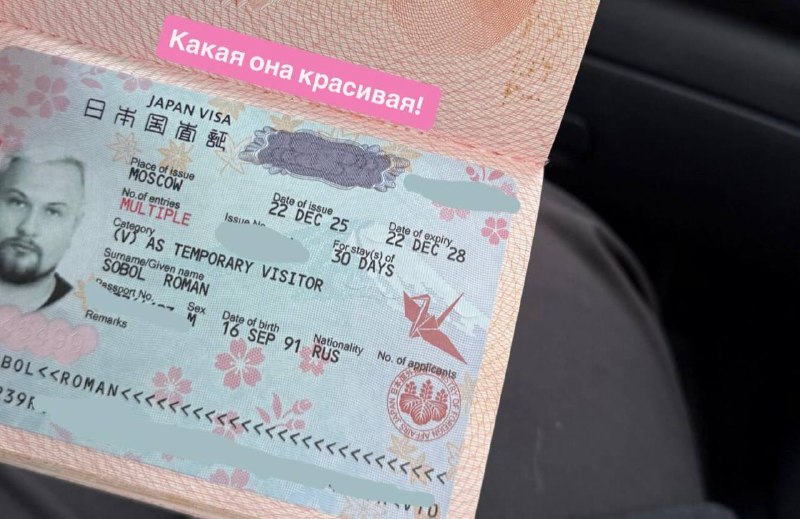 Какая она красивая!
JAPAN VISA
日本国査証
Place of issue
MOSCOW
Date of issue
22 DEC 25
Date of expiry
22 DEC 28
No.of entries
MULTIPLE
Issue No.
For stay(s) of
30 DAYS
Category
(V) AS TEMPORARY VISITOR
Surname/Given name
SOBOL ROMAN
Passport No.
Sex
M
Date of birth
16 SEP 91
Nationality
RUS
No. of applicants
Remarks
BOL<<ROMAN<<<<<<<<<<<<<<<<<<<<<<<<<<<